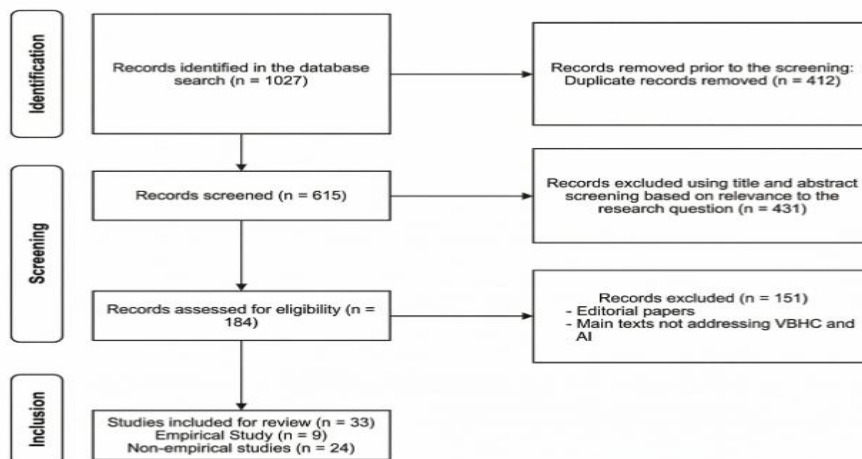 Identification
Records identified in the database
search (n = 1027)
Records removed prior to the screening:
Duplicate records removed (n = 412)
Screening
Records screened (n = 615)
Records excluded using title and abstract
screening based on relevance to the
research question (n = 431)
Records assessed for eligibility (n =
184)
Records excluded (n = 151)
- Editorial papers
- Main texts not addressing VBHC and
AI
Inclusion
Studies included for review (n = 33)
Empirical Study (n = 9)
Non-empirical studies (n = 24)